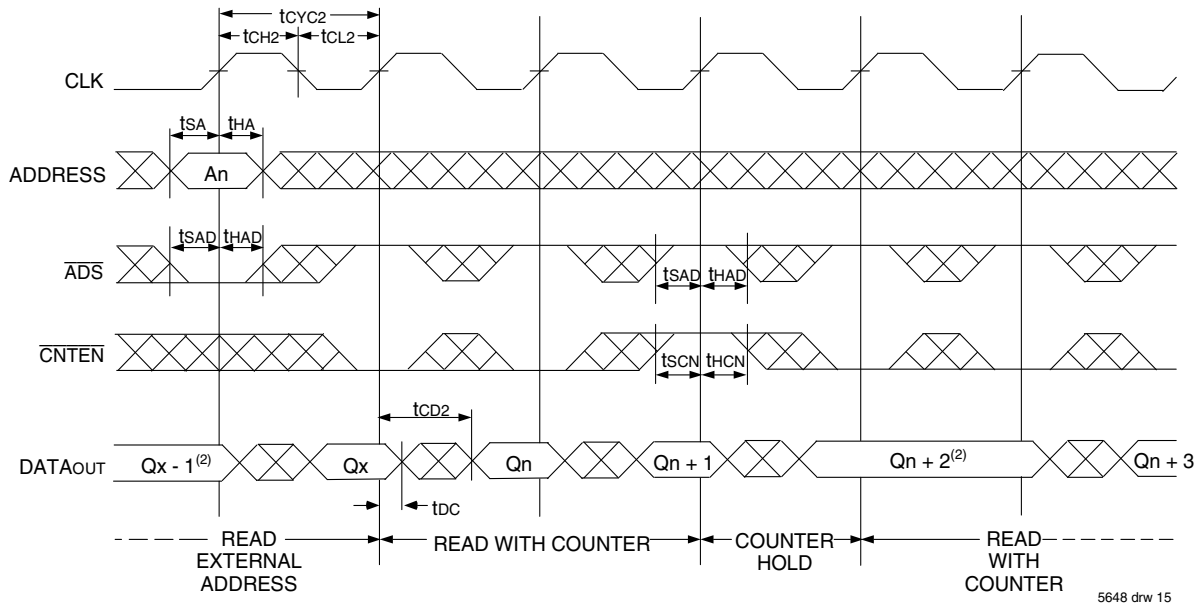 tCYC2
tCH2 tCL2
CLK
tSA tHA
ADDRESS An
tSAD tHAD
ADS
tSAD tHAD
CNTEN
tSCN tHCN
tCD2
DATAOUT Qx - 1(2) Qx Qn Qn + 1 Qn + 2(2) Qn + 3
tDC
READ EXTERNAL ADDRESS
READ WITH COUNTER
COUNTER HOLD
READ WITH COUNTER
5648 drw 15